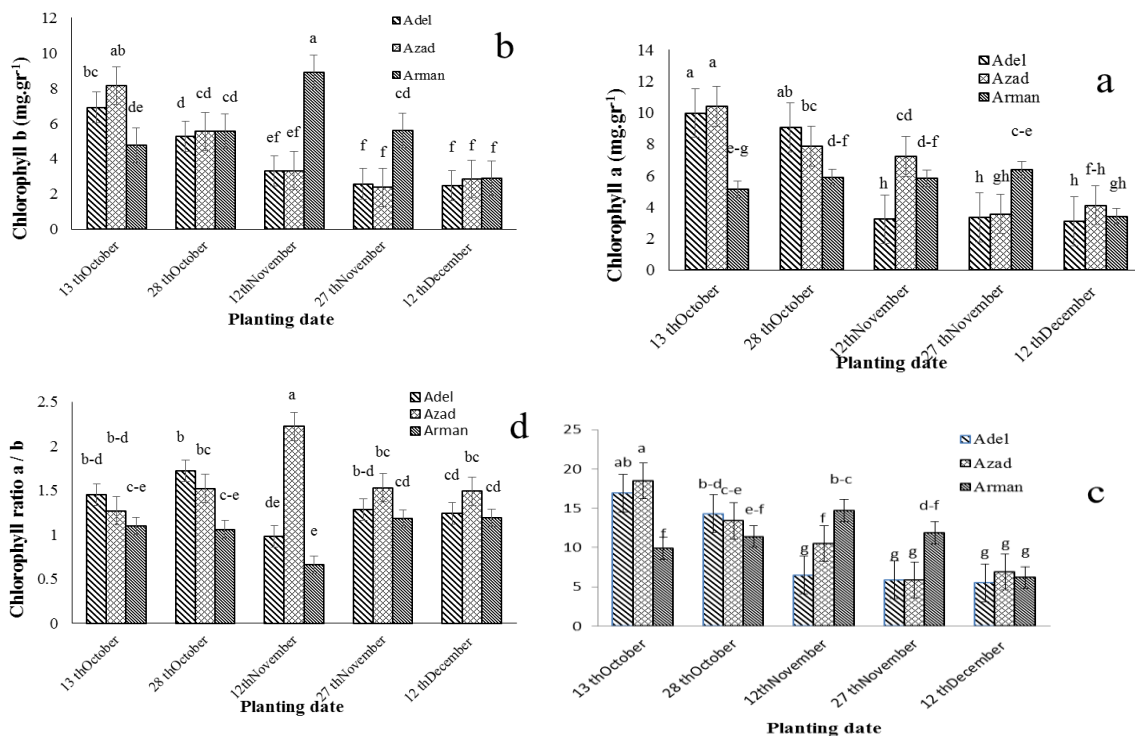 12
10
8
6
4
2
0
Chlorophyll b (mg.gr-1)
bc
ab
de
d
cd
cd
ef
ef
a
f
f
cd
f
f
f
Adel
Azad
Arman
b
13 thOctober
28 thOctober
12thNovember
27 thNovember
12 thDecember
Planting date
14
12
10
8
6
4
2
0
Chlorophyll a (mg.gr-1)
a
a
e-g
ab
bc
d-f
h
cd
d-f
h
gh
c-e
h
f-h
gh
Adel
Azad
Arman
a
13 thOctober
28 thOctober
12thNovember
27 thNovember
12 thDecember
Planting date
2.5
2
1.5
1
0.5
0
Chlorophyll ratio a / b
b-d
b-d
c-e
b
bc
c-e
de
a
e
b-d
bc
cd
cd
bc
cd
Adel
Azad
Arman
d
13 thOctober
28 thOctober
12thNovember
27 thNovember
12 thDecember
Planting date
25
20
15
10
5
0
ab
a
f
b-d
c-e
e-f
g
f
b-c
g
g
d-f
g
g
g
Adel
Azad
Arman
c
13 thOctober
28 thOctober
12thNovember
27 thNovember
12 thDecember
Planting date